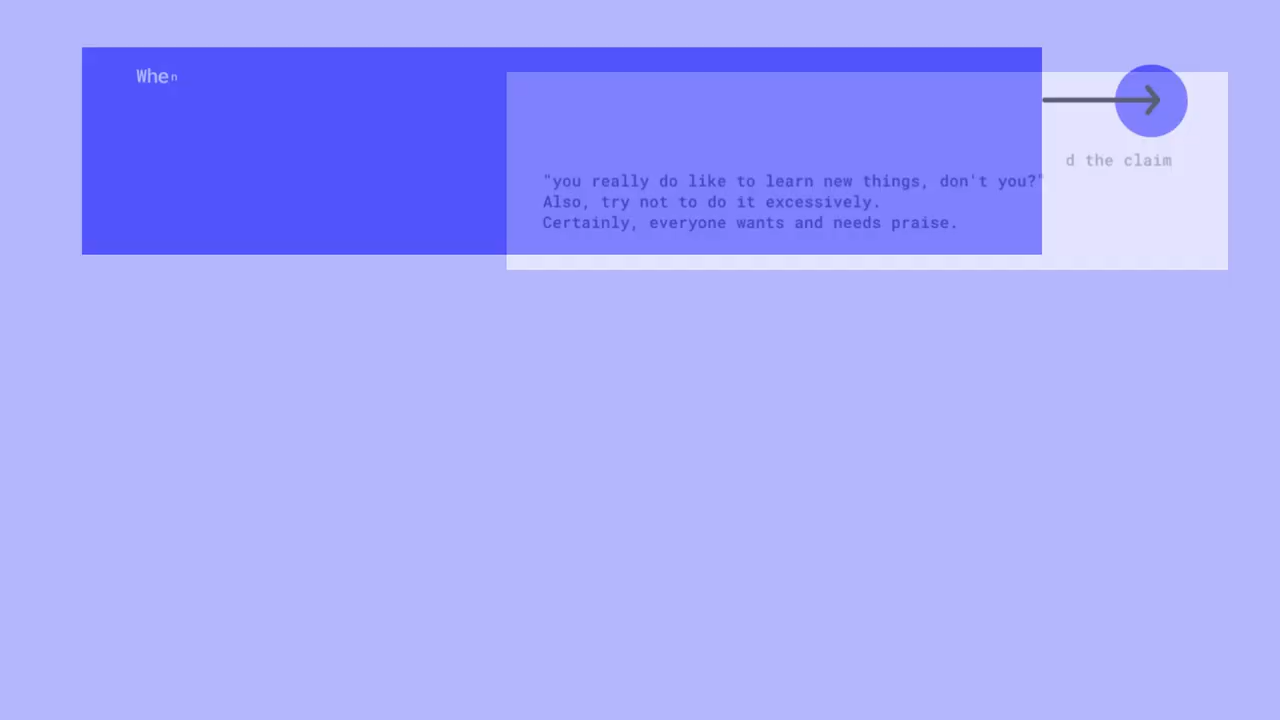 When
d the claim
"you really do like to learn new things, don't you?"
Also, try not to do it excessively.
Certainly, everyone wants and needs praise.